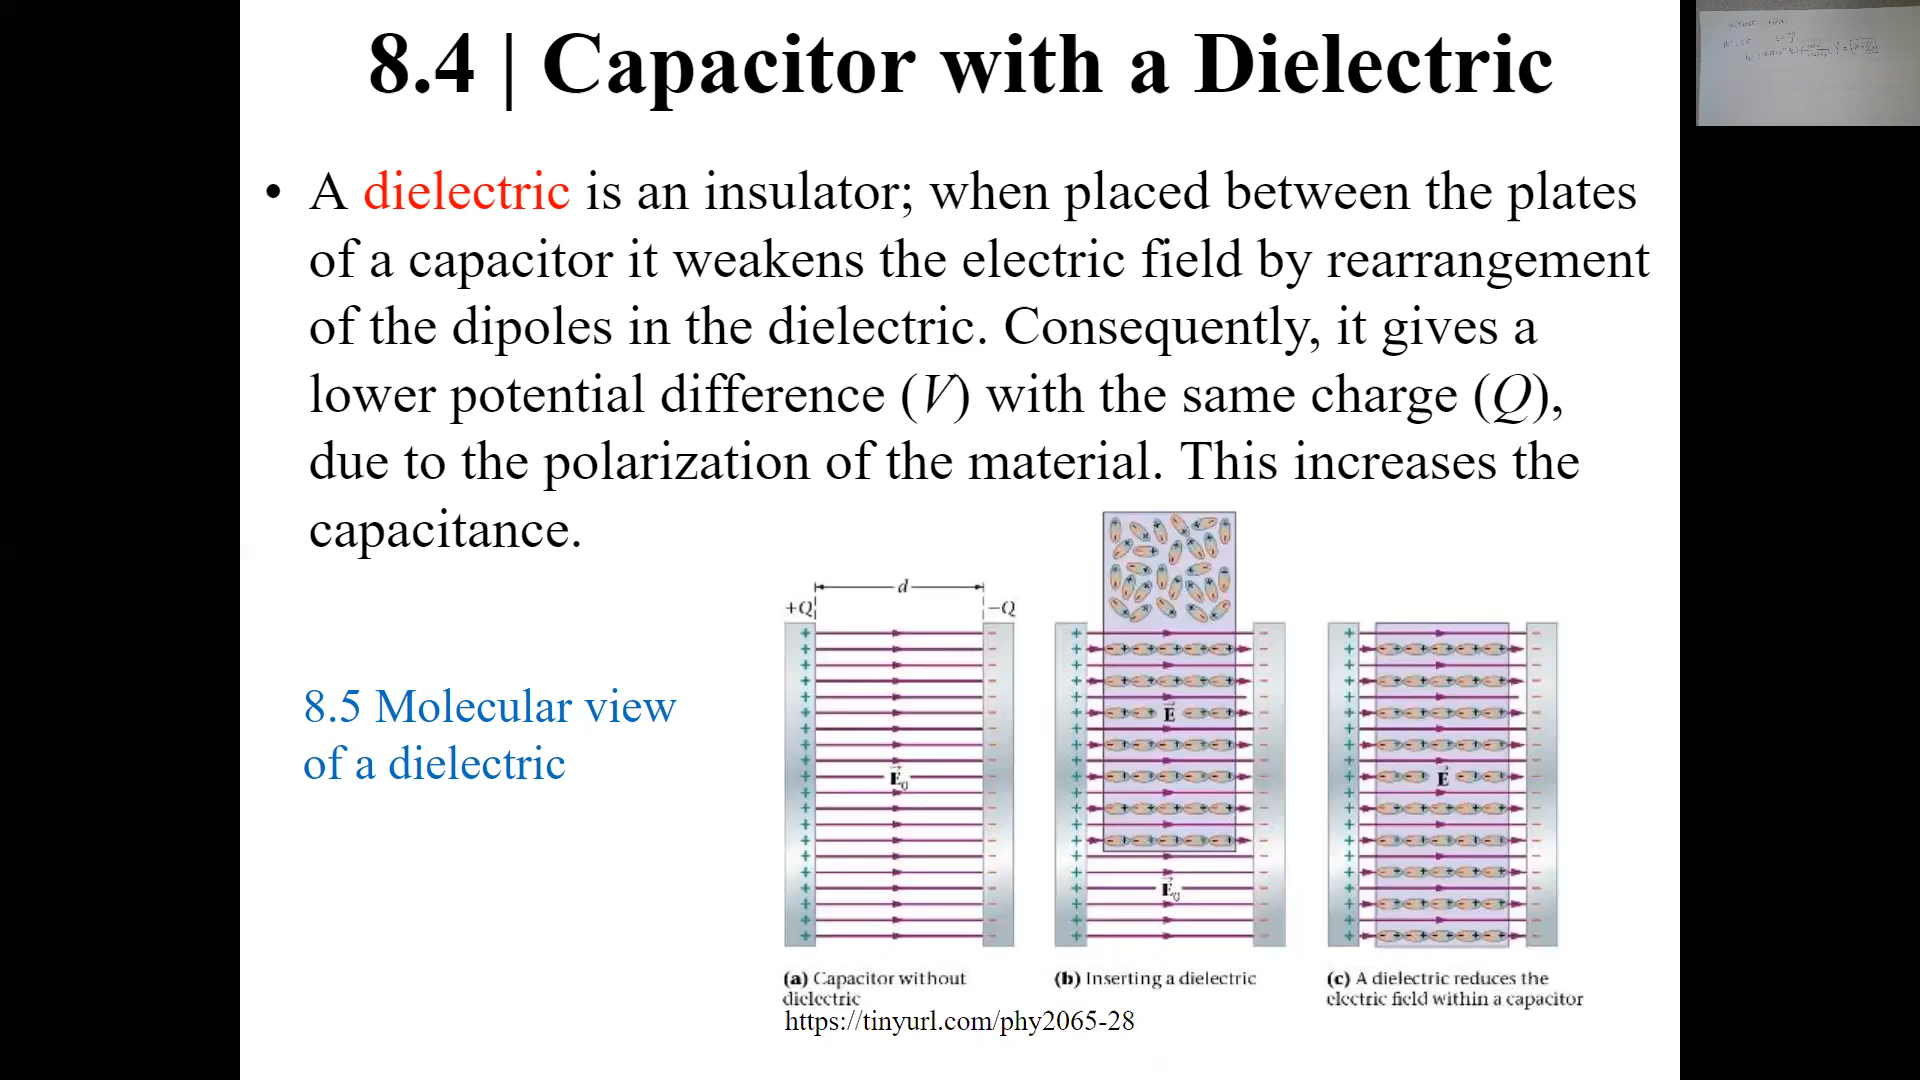 8.4 | Capacitor with a Dielectric
• A dielectric is an insulator; when placed between the plates
of a capacitor it weakens the electric field by rearrangement
of the dipoles in the dielectric. Consequently, it gives a
lower potential difference (V) with the same charge (Q),
due to the polarization of the material. This increases the
capacitance.
d
+Q
−Q
8.5 Molecular view
of a dielectric
E₀
E
E₀
E
(a) Capacitor without
dielectric
(b) Inserting a dielectric
(c) A dielectric reduces the
electric field within a capacitor
https://tinyurl.com/phy2065-28